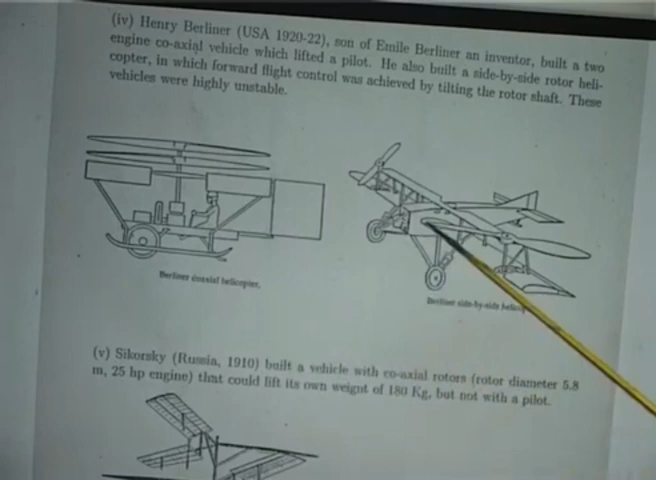 (iv) Henry Berliner (USA 1920-22), son of Emile Berliner an inventor, built a two
engine co-axial vehicle which lifted a pilot. He also built a side-by-side rotor heli-
copter, in which forward flight control was achieved by tilting the rotor shaft. These
vehicles were highly unstable.
Berliner coaxial helicopter.
Berliner side-by-side
(v) Sikorsky (Russia, 1910) built a vehicle with co-axial rotors (rotor diameter 5.8
m, 25 hp engine) that could lift its own weight of 180 Kg, but not with a pilot.